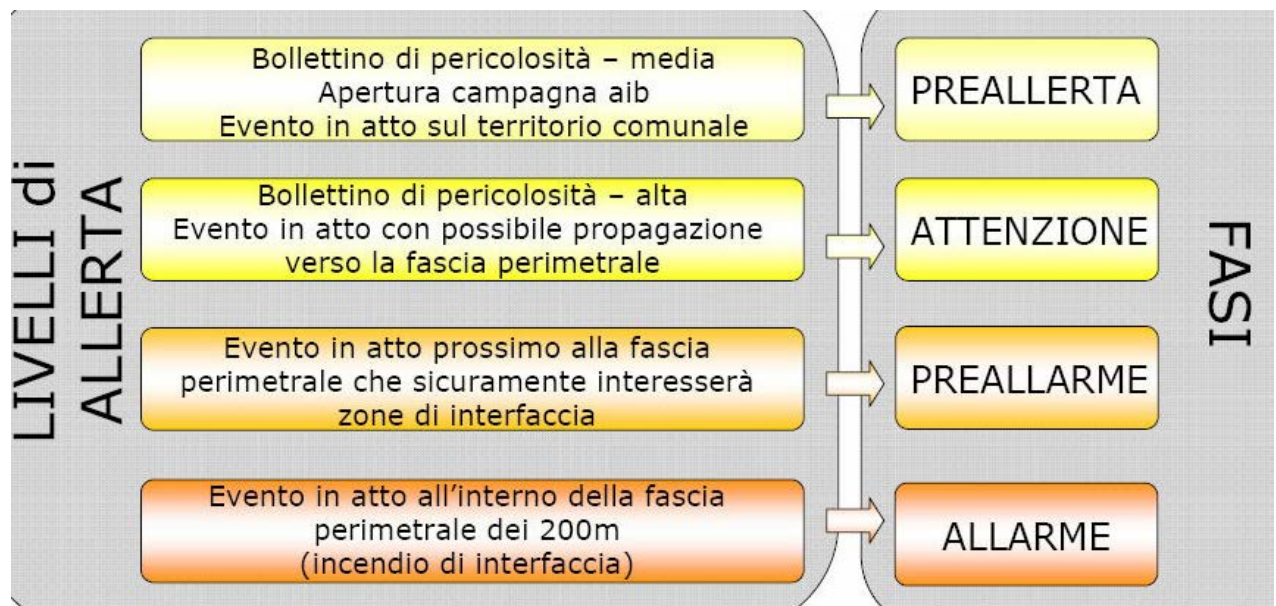 LIVELLI di
ALLERTA
Bollettino di pericolosità – media
Apertura campagna aib
Evento in atto sul territorio comunale
PREALLERTA
Bollettino di pericolosità – alta
Evento in atto con possibile propagazione
verso la fascia perimetrale
ATTENZIONE
Evento in atto prossimo alla fascia
perimetrale che sicuramente interesserà
zone di interfaccia
PREALLARME
Evento in atto all'interno della fascia
perimetrale dei 200m
(incendio di interfaccia)
ALLARME
FASI